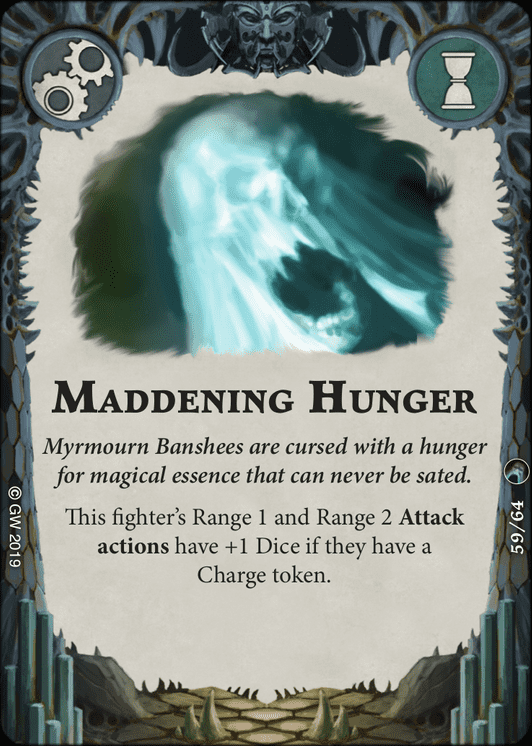 MADDENING HUNGER
Myrmourn Banshees are cursed with a hunger
for magical essence that can never be sated.
This fighter's Range 1 and Range 2 Attack
actions have +1 Dice if they have a
Charge token.
© GW 2019
59/64